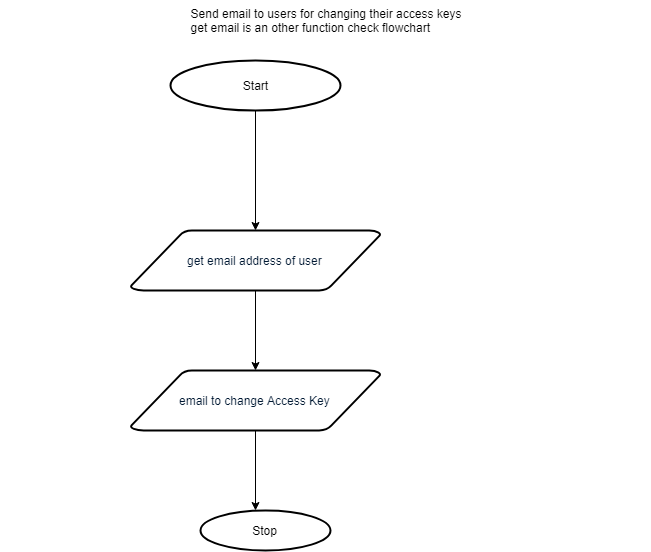 Send email to users for changing their access keys
get email is an other function check flowchart
Start
get email address of user
email to change Access Key
Stop